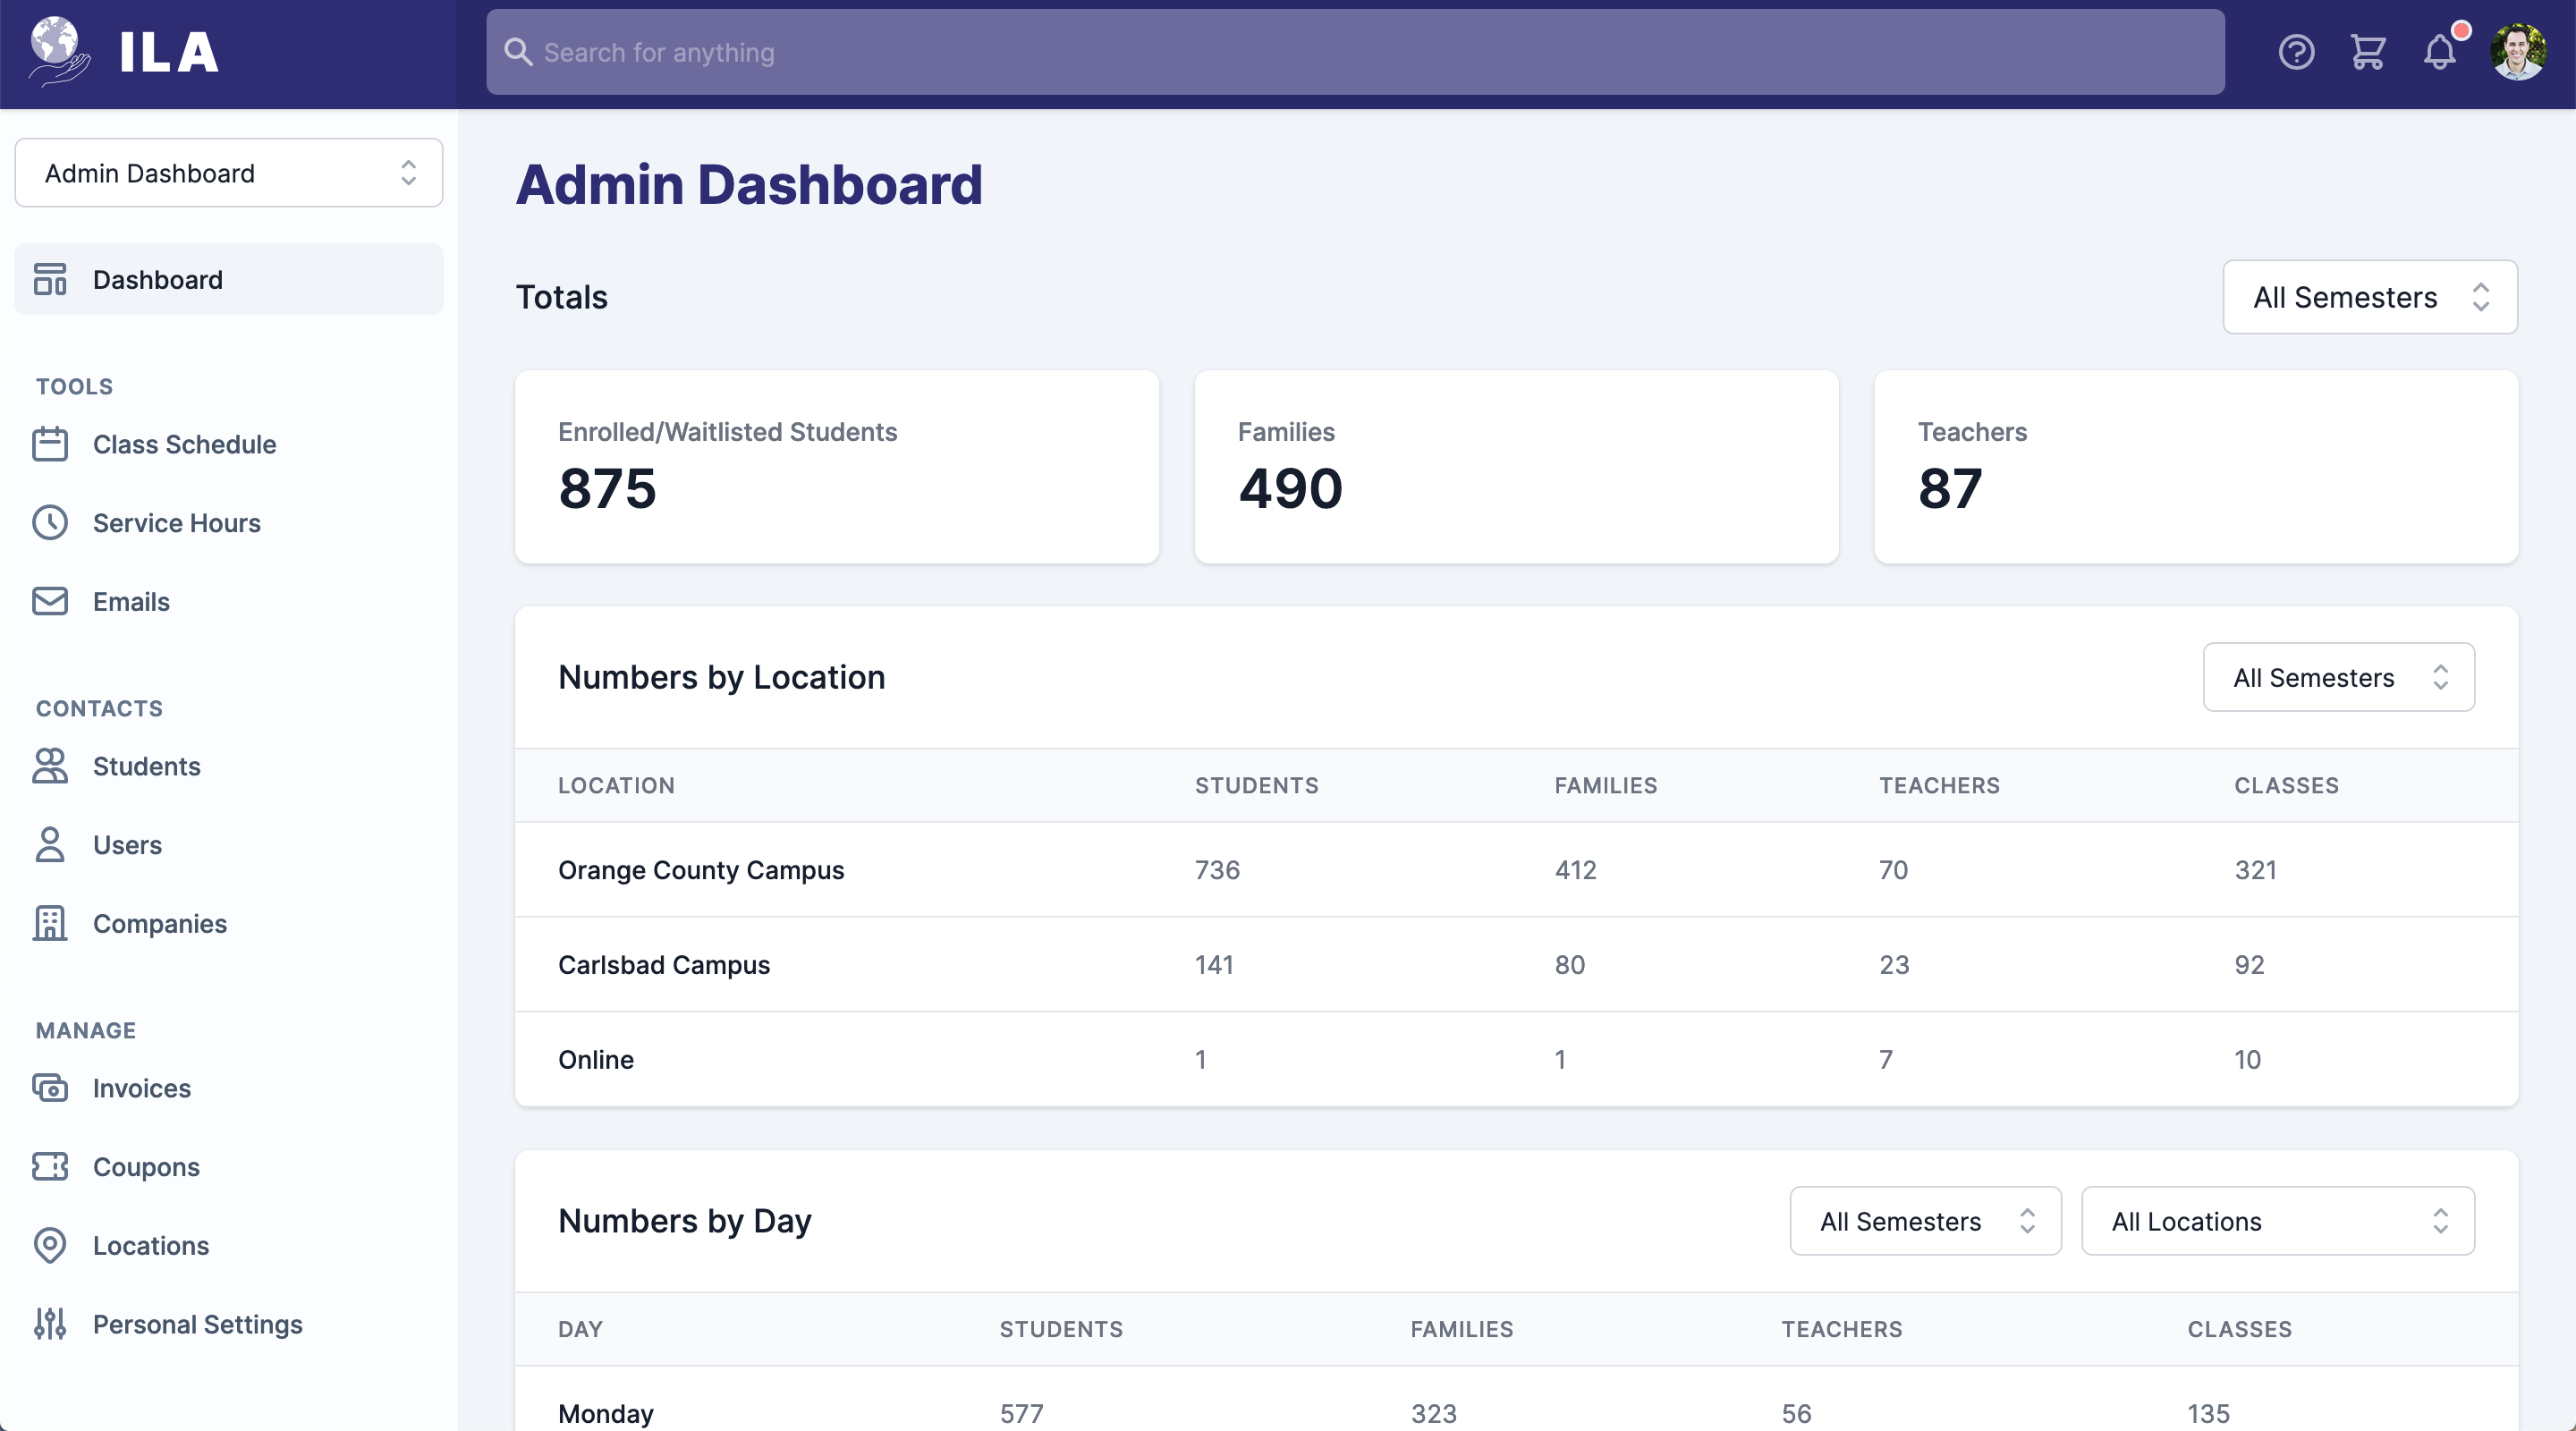 ILA
Search for anything
Admin Dashboard
Dashboard
TOOLS
Class Schedule
Service Hours
Emails
CONTACTS
Students
Users
Companies
MANAGE
Invoices
Coupons
Locations
Personal Settings
Admin Dashboard
Totals
All Semesters
Enrolled/Waitlisted Students
875
Families
490
Teachers
87
Numbers by Location
All Semesters
LOCATION STUDENTS FAMILIES TEACHERS CLASSES
Orange County Campus 736 412 70 321
Carlsbad Campus 141 80 23 92
Online 1 1 7 10
Numbers by Day
All Semesters
All Locations
DAY STUDENTS FAMILIES TEACHERS CLASSES
Monday 577 323 56 135